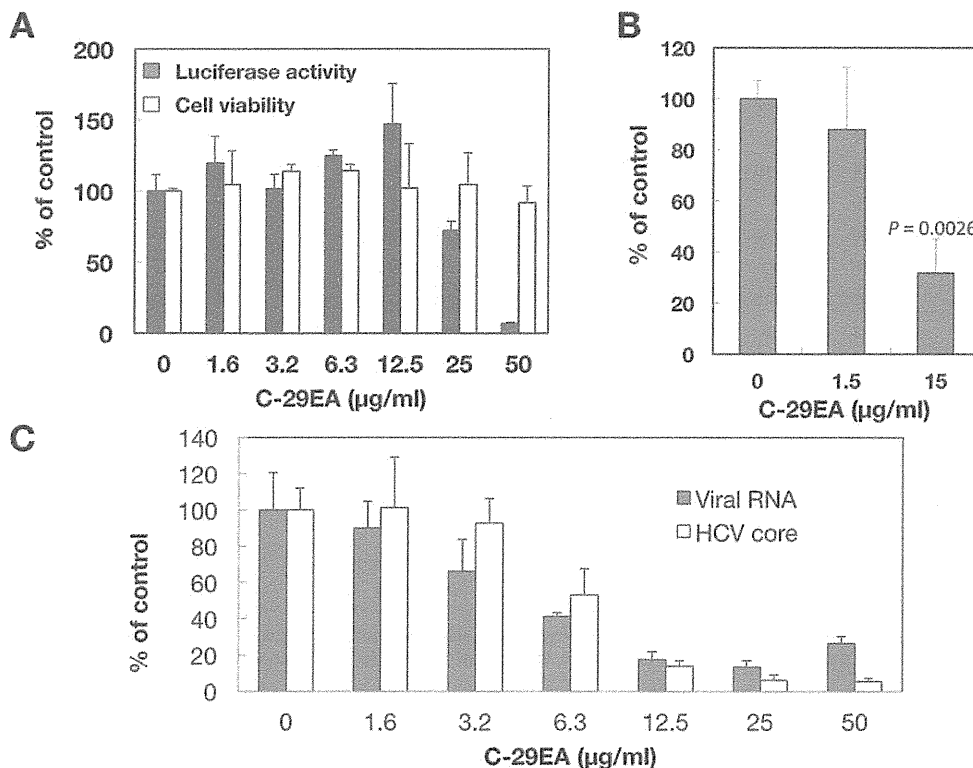 A
200
150
100
50
0
% of control
Luciferase activity
Cell viability
0 1.6 3.2 6.3 12.5 25 50
C-29EA (µg/ml)
B
120
100
80
60
40
20
0
% of control
P = 0.0026
0 1.5 15
C-29EA (µg/ml)
C
140
120
100
80
60
40
20
0
% of control
Viral RNA
HCV core
0 1.6 3.2 6.3 12.5 25 50
C-29EA (µg/ml)